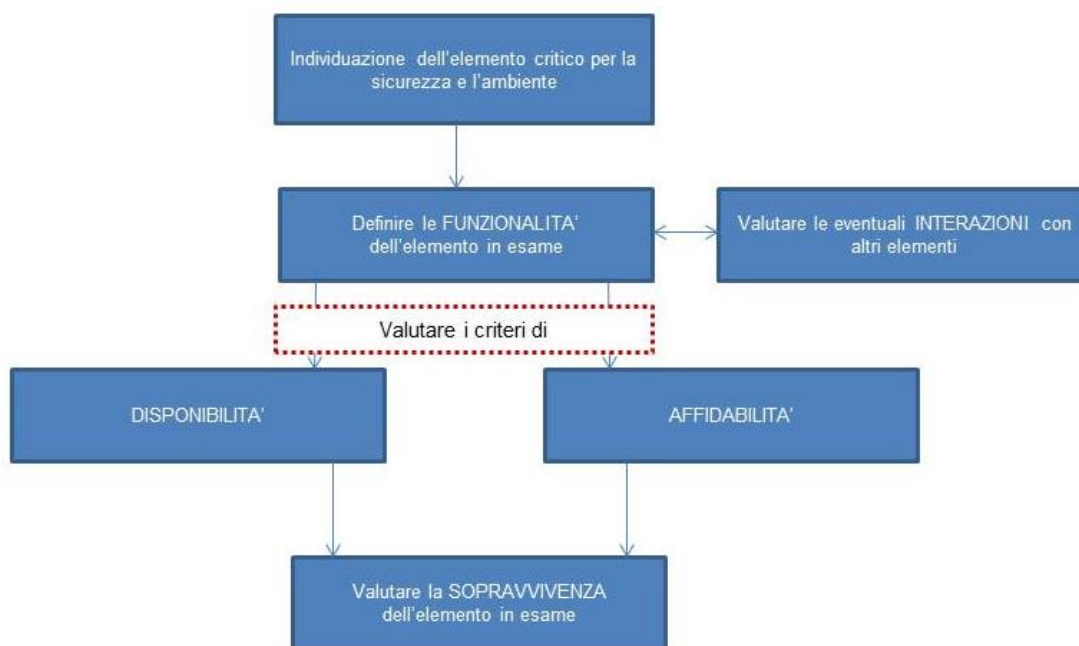 Individuazione dell’elemento critico per la
sicurezza e l’ambiente
Definire le FUNZIONALITA’
dell’elemento in esame
Valutare le eventuali INTERAZIONI con
altri elementi
Valutare i criteri di
DISPONIBILITA’
AFFIDABILITA’
Valutare la SOPRAVVIVENZA
dell’elemento in esame